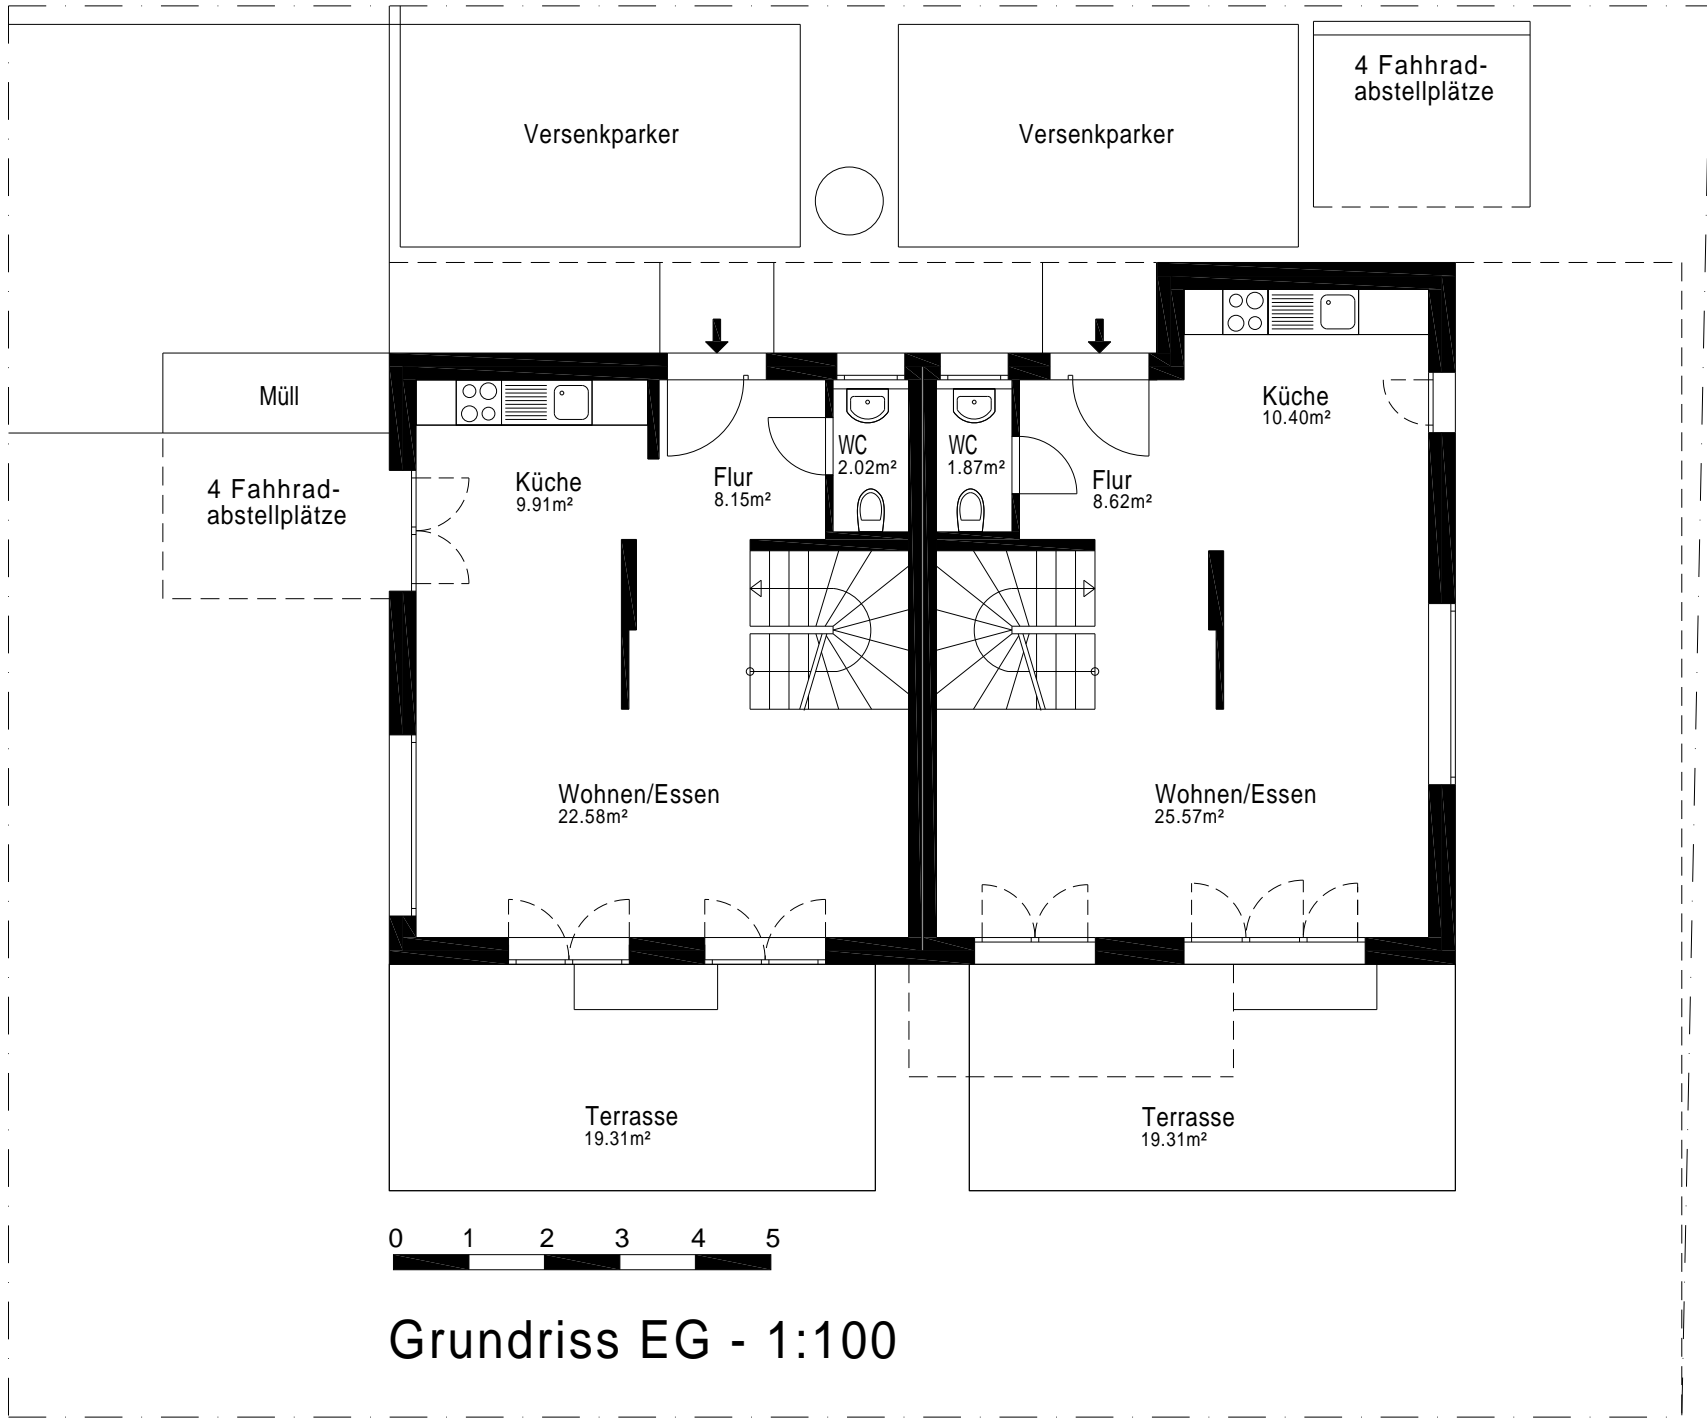 4 Fahhrad-
abstellplätze
Versenkparker
Versenkparker
Müll
Küche
10.40m²
WC
2.02m²
WC
1.87m²
Flur
8.15m²
Flur
8.62m²
Küche
9.91m²
4 Fahhrad-
abstellplätze
Wohnen/Essen
22.58m²
Wohnen/Essen
25.57m²
Terrasse
19.31m²
Terrasse
19.31m²
0 1 2 3 4 5
Grundriss EG - 1:100